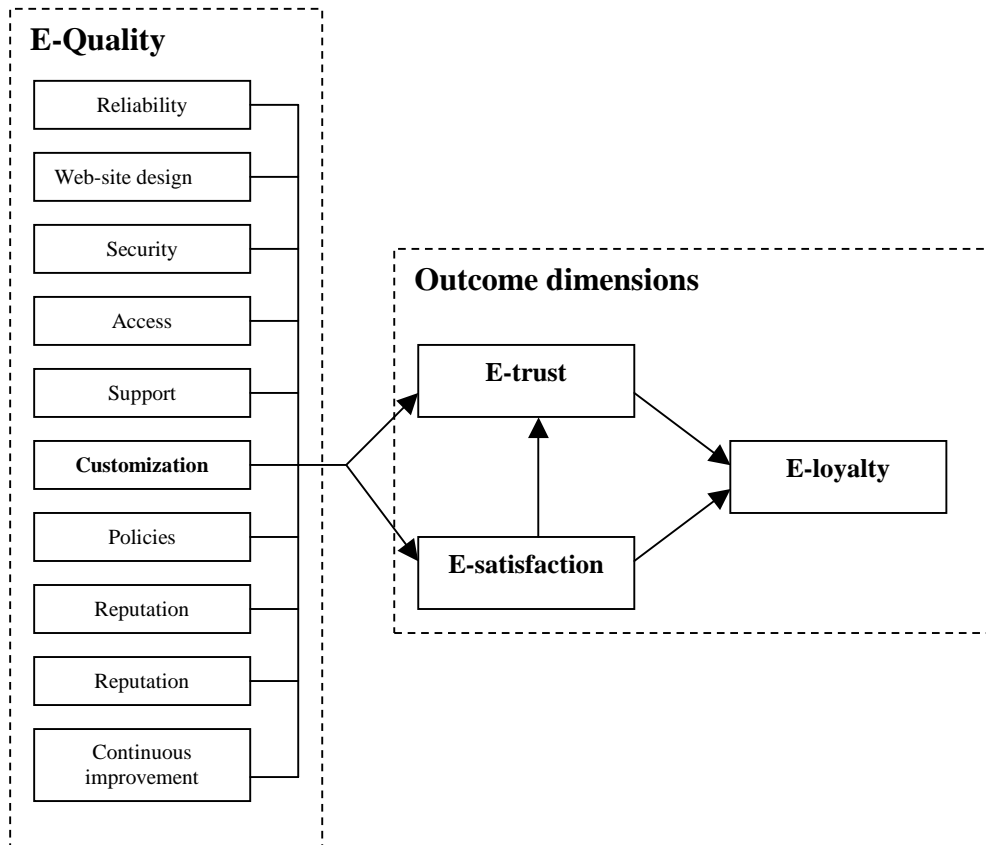 E-Quality
Reliability
Web-site design
Security
Access
Support
Customization
Policies
Reputation
Reputation
Continuous
improvement
Outcome dimensions
E-trust
E-satisfaction
E-loyalty